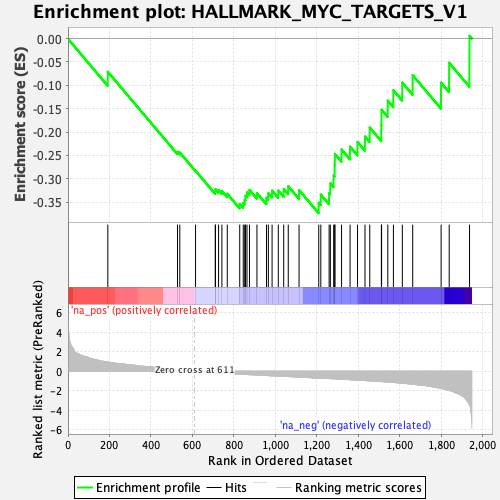 Enrichment plot: HALLMARK_MYC_TARGETS_V1
Enrichment score (ES)
0.00
-0.05
-0.10
-0.15
-0.20
-0.25
-0.30
-0.35
'na_pos' (positively correlated)
Ranked list metric (PreRanked)
6
4
2
0
-2
-4
-6
Zero cross at 611
'na_neg' (negatively correlated)
0 200 400 600 800 1,000 1,200 1,400 1,600 1,800 2,000
Rank in Ordered Dataset
Enrichment profile Hits Ranking metric scores